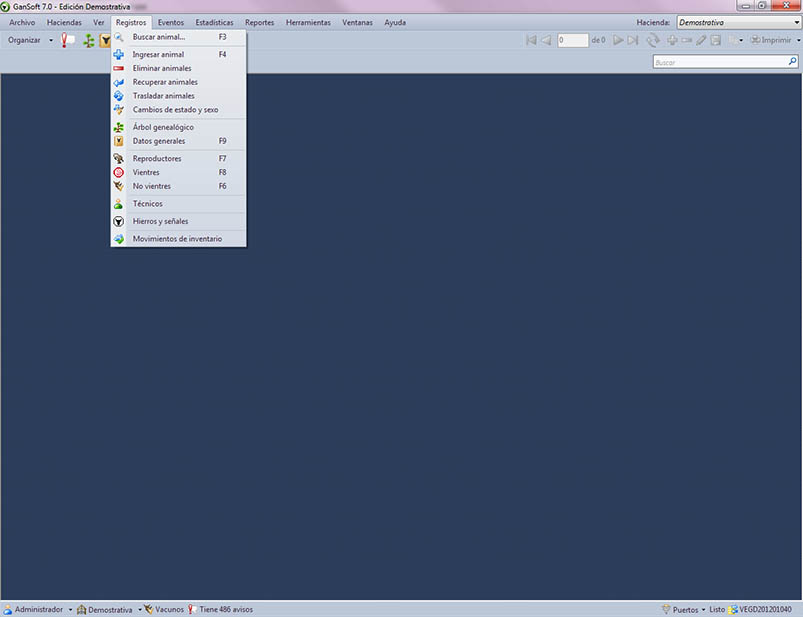 GanSoft 7.0 - Edición Demostrativa
Archivo Haciendas Ver Registros Eventos Estadísticas Reportes Herramientas Ventanas Ayuda Hacienda: Demostrativa
Organizar 0 de 0 Imprimir
Buscar
Buscar animal... F3
Ingresar animal F4
Eliminar animales
Recuperar animales
Trasladar animales
Cambios de estado y sexo
Árbol genealógico
Datos generales F9
Reproductores F7
Vientres F8
No vientres F6
Técnicos
Hierros y señales
Movimientos de inventario
Administrador Demostrativa Vacunos Tiene 486 avisos Puertos Listo VEGD201201040